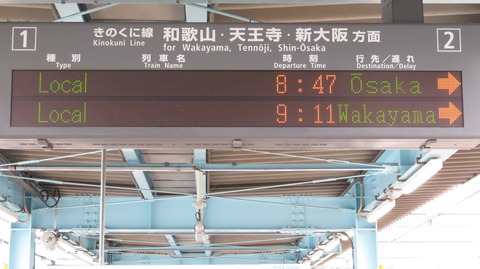 1 きのくに線 和歌山・天王寺・新大阪 方面 2
Kinokuni Line for Wakayama, Tennōji, Shin-Ōsaka
種別 列車名 時刻 行先/遅れ
Type Train Name Departure Time Destination/Delay
Local 8:47 Ōsaka →
Local 9:11 Wakayama →